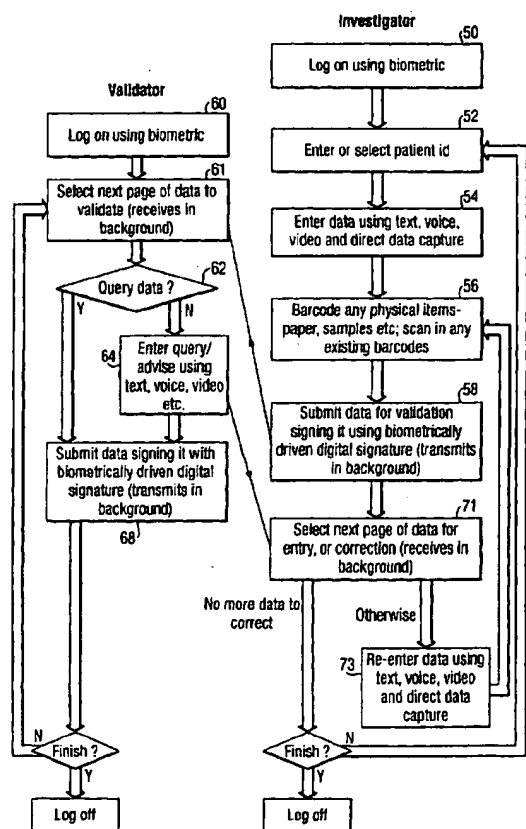 Investigator
50
Log on using biometric
52
Enter or select patient id
54
Enter data using text, voice,
video and direct data capture
56
Barcode any physical items-
paper, samples etc; scan in any
existing barcodes
58
Submit data for validation
signing it using biometrically
driven digital signature (transmits
in background)
71
Select next page of data for
entry, or correction (receives in
background)
No more data to
correct
Otherwise
73
Re-enter data using
text, voice, video
and direct data
capture
Finish ?
N
Y
Log off
Validator
60
Log on using biometric
61
Select next page of data to
validate (receives in
background)
62
Query data ?
Y
N
64
Enter query/
advise using
text, voice, video
etc.
Submit data signing it with
biometrically driven digital
signature (transmits in
background)
68
Finish ?
N
Y
Log off